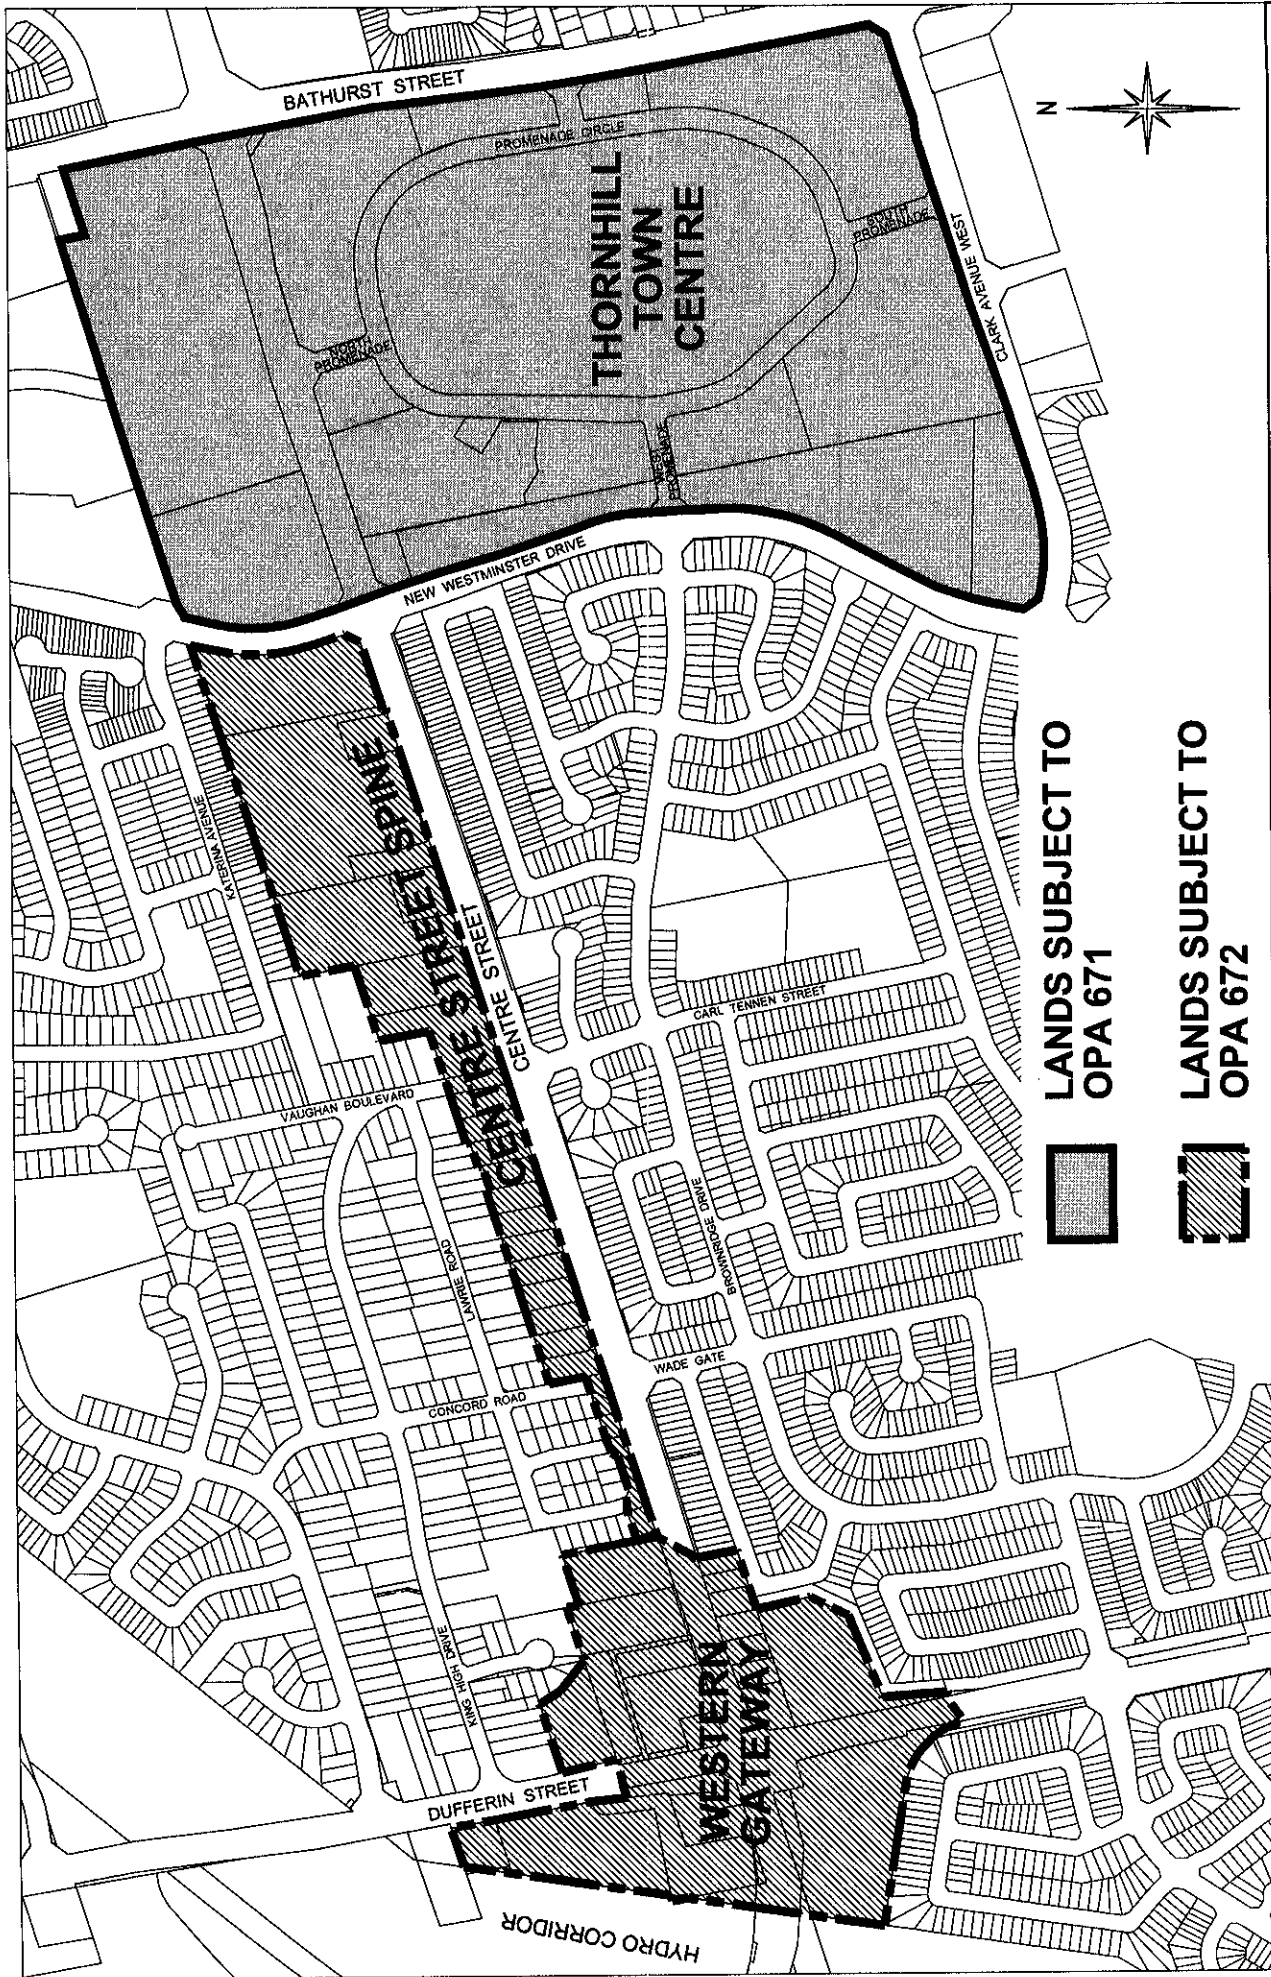 BATHURST STREET
PROMENADE CIRCLE
THORNHILL
TOWN
CENTRE
NORTH
PROMENADE
SOUTH
PROMENADE
WEST
PROMENADE
CLARK AVENUE WEST
N
NEW WESTMINSTER DRIVE
KATERINA AVENUE
CENTRE STREET SPINE
CENTRE STREET
VAUGHAN BOULEVARD
LAWRIE ROAD
CONCORD ROAD
KING HIGH DRIVE
DUFFERIN STREET
CARL TENNEN STREET
BROWNRIDGE DRIVE
WADE GATE
WESTERN
GATEWAY
HYDRO CORRIDOR
LANDS SUBJECT TO
OPA 671
LANDS SUBJECT TO
OPA 672